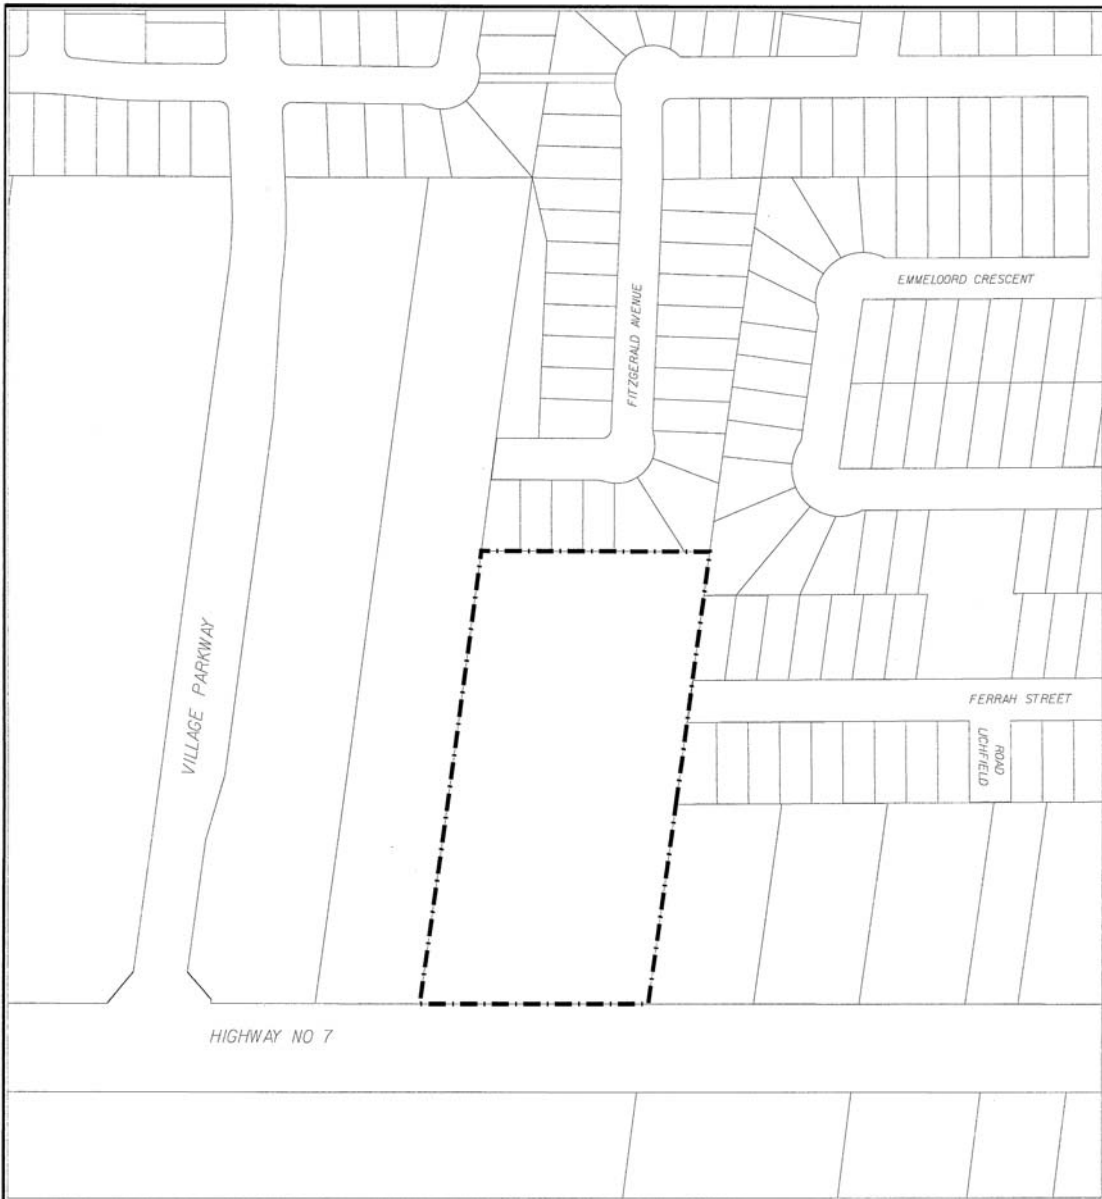 EMMELOORD CRESCENT
FITZGERALD AVENUE
VILLAGE PARKWAY
FERRAH STREET
ROAD
LICHFIELD
HIGHWAY NO 7